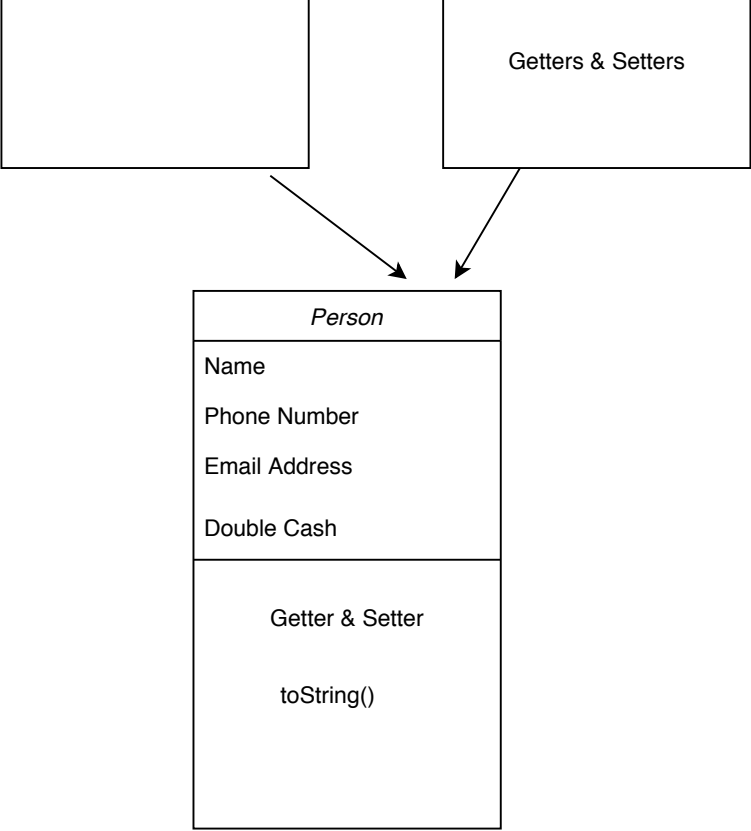 Getters & Setters
Person
Name
Phone Number
Email Address
Double Cash
Getter & Setter
toString()